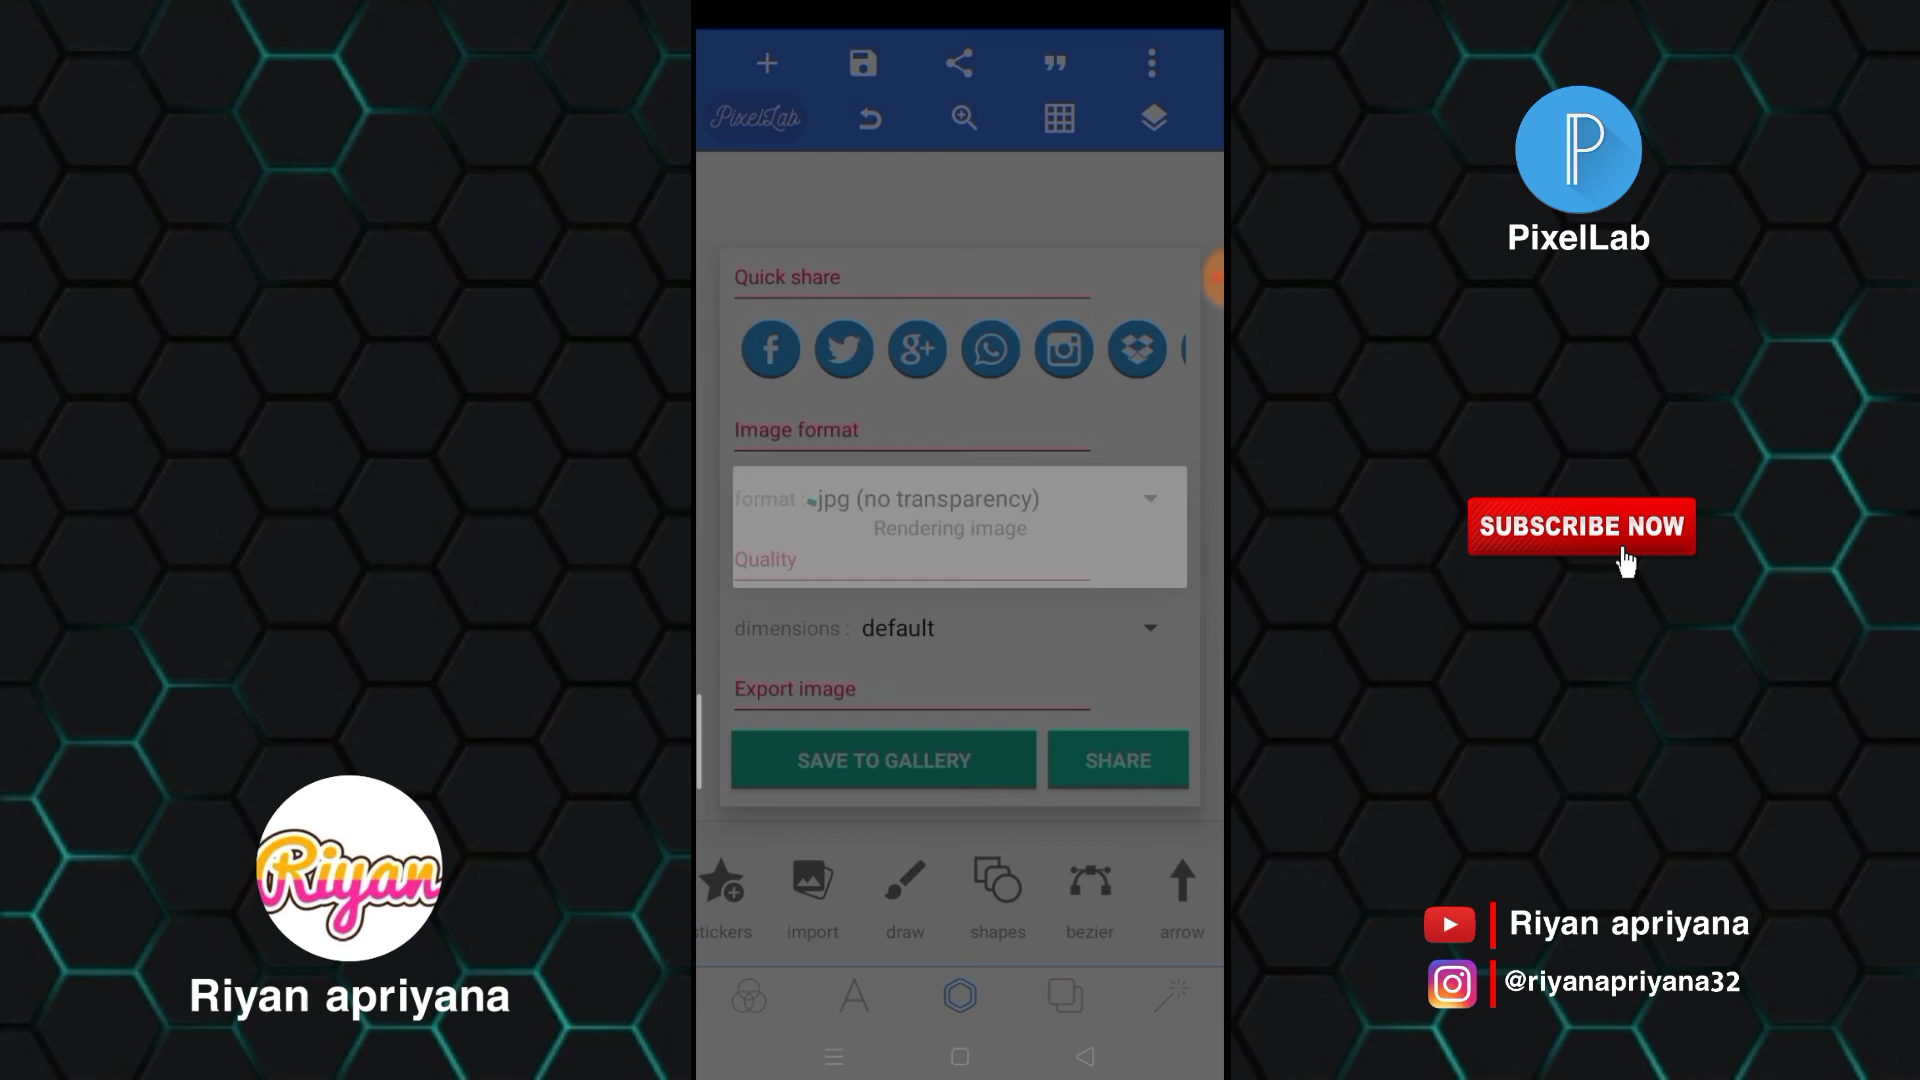 PixelLab
Quick share
Image format
format : .jpg (no transparency)
Rendering image
Quality
dimensions : default
Export image
SAVE TO GALLERY
SHARE
stickers
import
draw
shapes
bezier
arrow
Riyan
Riyan apriyana
P
PixelLab
SUBSCRIBE NOW
Riyan apriyana
@riyanapriyana32